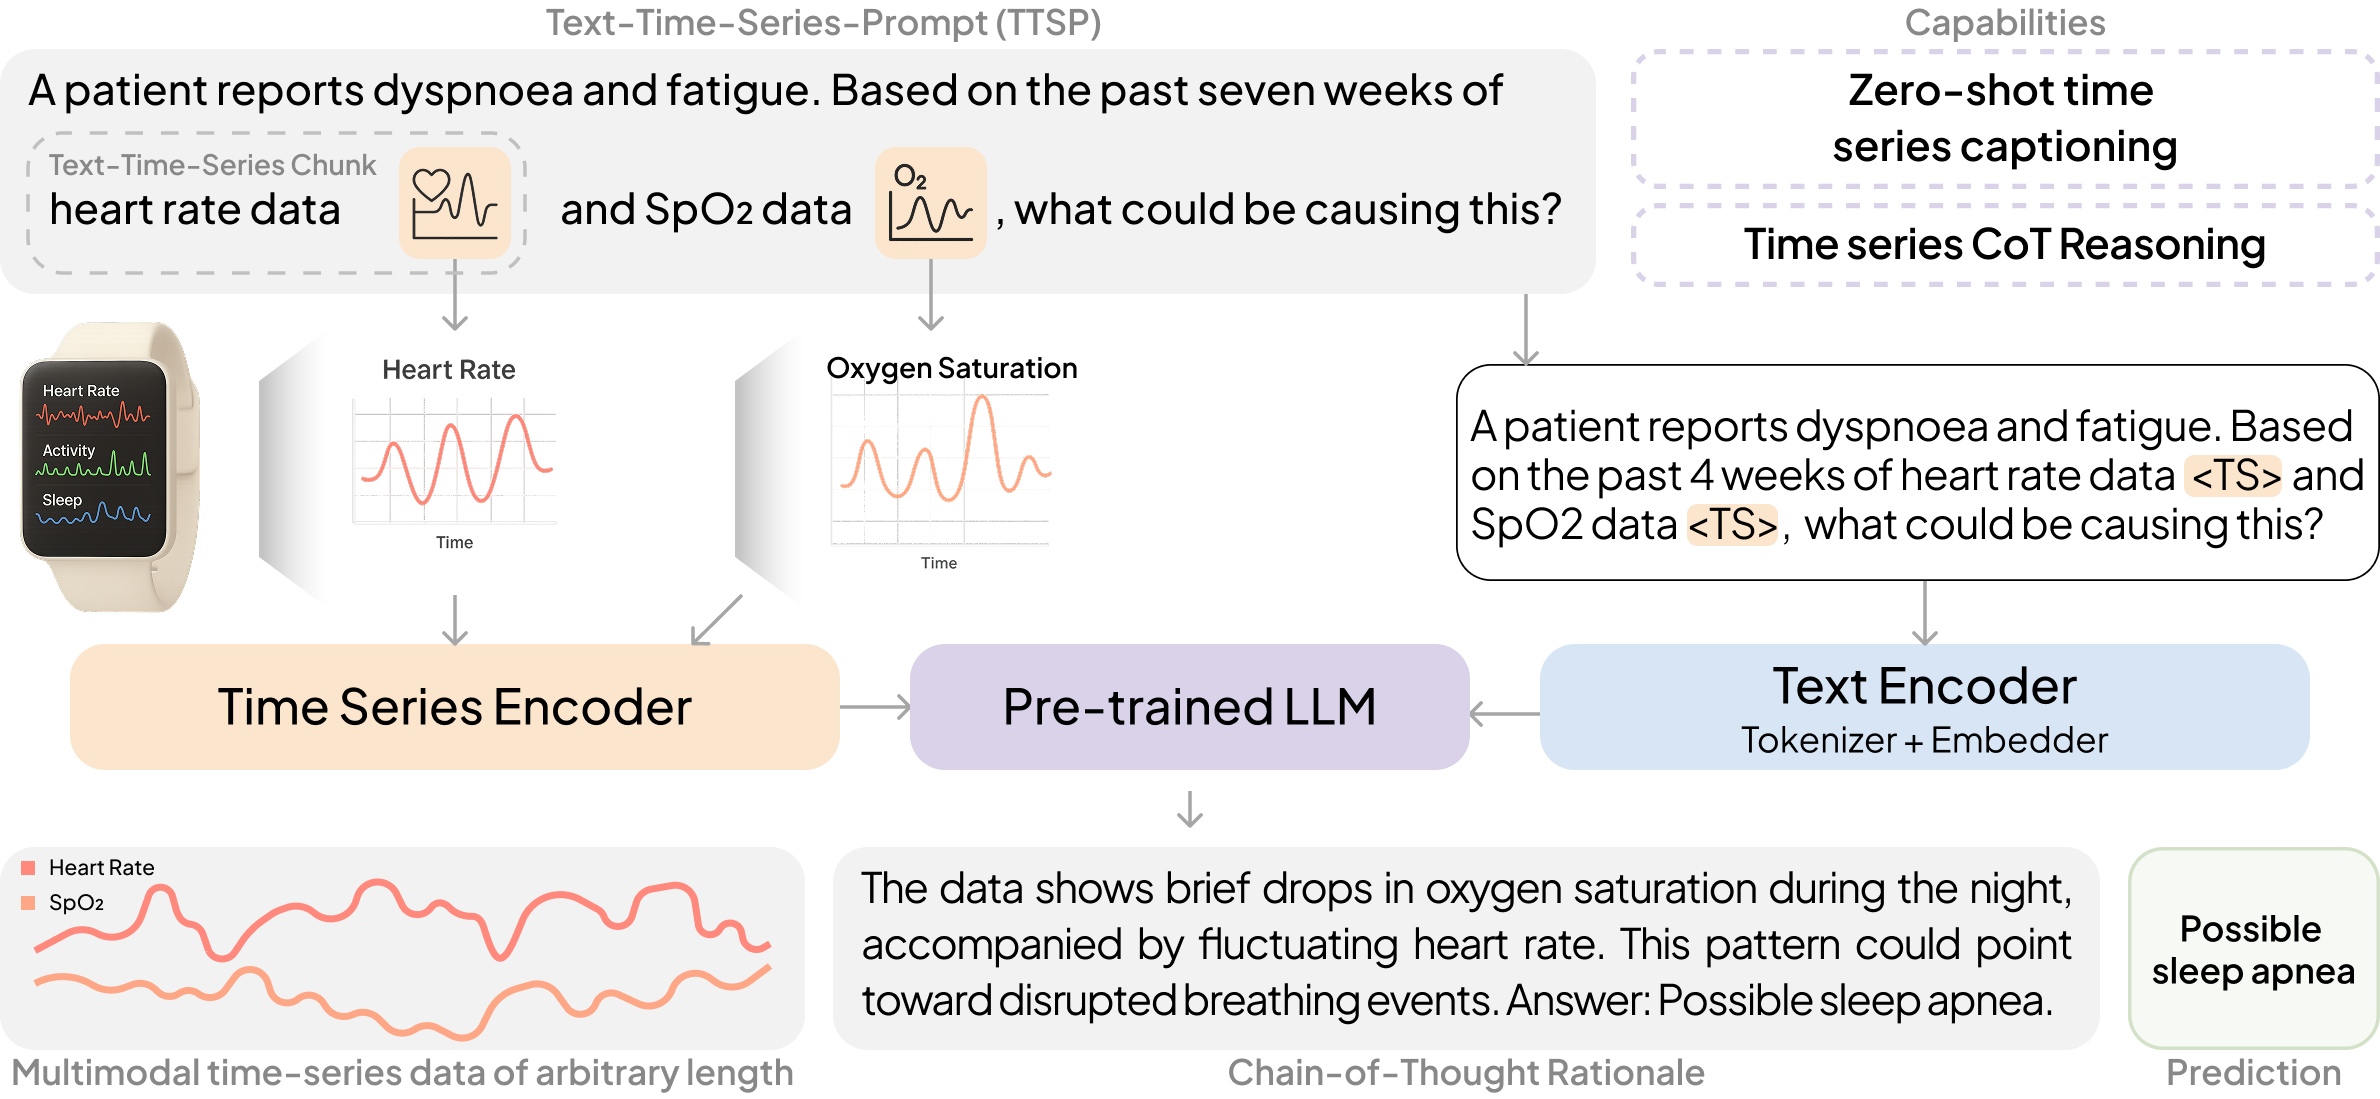 Text-Time-Series-Prompt (TTSP)
A patient reports dyspnoea and fatigue. Based on the past seven weeks of
Text-Time-Series Chunk
heart rate data
O₂
and SpO₂ data
, what could be causing this?
Capabilities
Zero-shot time
series captioning
Time series CoT Reasoning
Heart Rate
Activity
Sleep
Heart Rate
Time
Oxygen Saturation
Time
A patient reports dyspnoea and fatigue. Based
on the past 4 weeks of heart rate data <TS> and
SpO2 data <TS>, what could be causing this?
Time Series Encoder
Pre-trained LLM
Text Encoder
Tokenizer + Embedder
Heart Rate
SpO₂
Multimodal time-series data of arbitrary length
The data shows brief drops in oxygen saturation during the night,
accompanied by fluctuating heart rate. This pattern could point
toward disrupted breathing events. Answer: Possible sleep apnea.
Chain-of-Thought Rationale
Possible
sleep apnea
Prediction